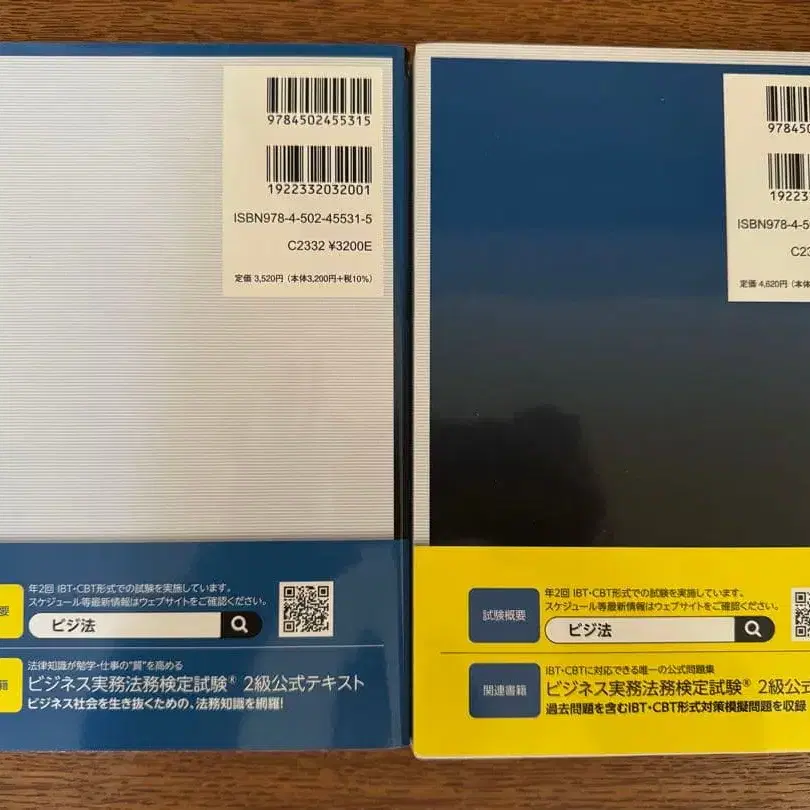 9784502455315
1922332032001
ISBN978-4-502-45531-5
C2332 ¥3200E
定価 3,520円（本体3,200円+税10%）
要
年2回 IBT・CBT形式での試験を実施しています。
スケジュール等最新情報はウェブサイトをご確認ください。
ビジ法
籍
法律知識が勉学・仕事の"質"を高める
ビジネス実務法務検定試験® 2級公式テキスト
ビジネス社会を生き抜くための、法務知識を網羅!
97845
19223
ISBN978-4-5
C23
定価 4,620円（本体
試験概要
年2回 IBT・CBT形式での試験を実施しています。
スケジュール等最新情報はウェブサイトをご確認ください。
ビジ法
関連書籍
IBT・CBTに対応できる唯一の公式問題集
ビジネス実務法務検定試験® 2級公式
過去問題を含むIBT・CBT形式対策模擬問題を収録